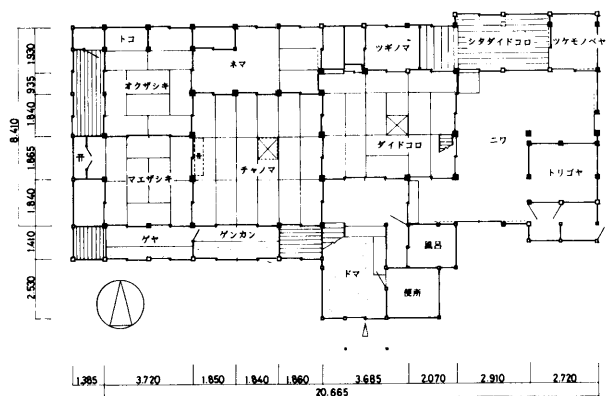 トコ
ネマ
ツギノマ
シタダイドコロ
ツケモノベヤ
オクザシキ
ダイドコロ
ニワ
チャノマ
マエザシキ
トリゴヤ
ゲヤ
ゲンカン
ドマ
風呂
便所
1.930
935
1.840
1.865
1.840
1.410
2.530
8.410
1.385
3.720
1.850
1.840
1.860
3.685
2.070
2.910
2.720
20.665